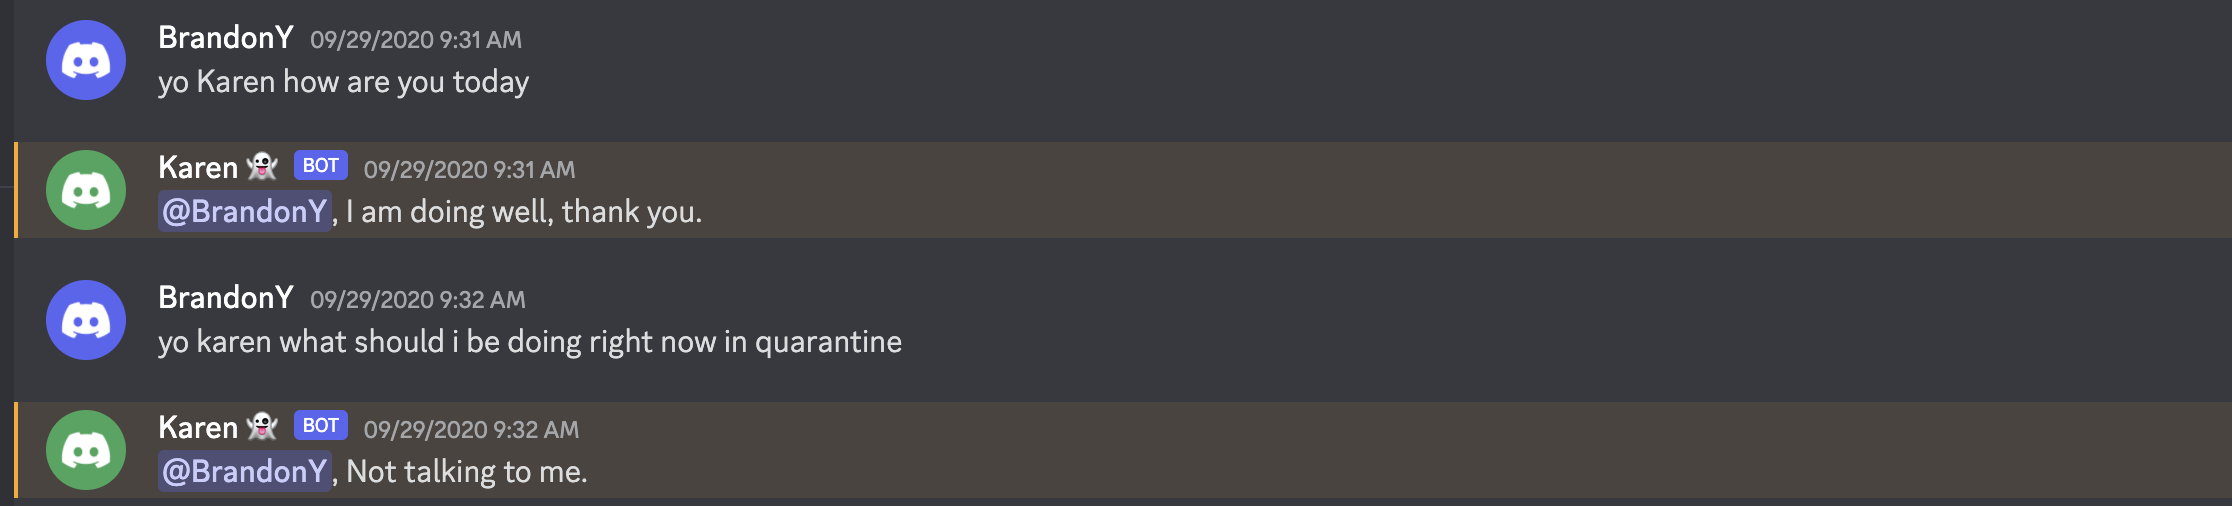 BrandonY 09/29/2020 9:31 AM
yo Karen how are you today
Karen 👻 BOT 09/29/2020 9:31 AM
@BrandonY, I am doing well, thank you.
BrandonY 09/29/2020 9:32 AM
yo karen what should i be doing right now in quarantine
Karen 👻 BOT 09/29/2020 9:32 AM
@BrandonY, Not talking to me.